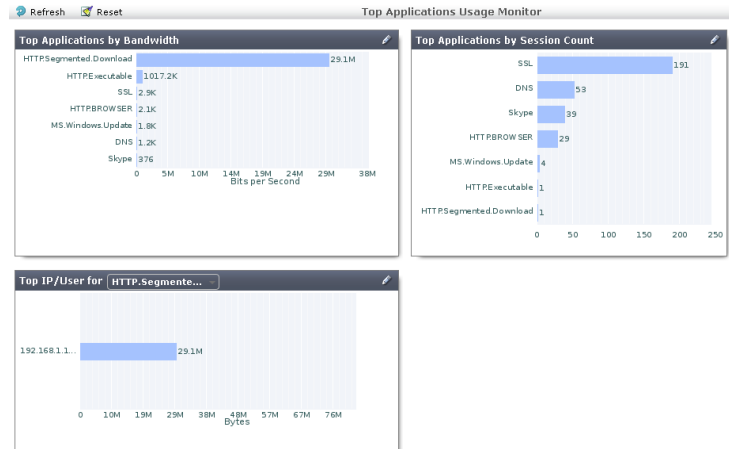 Refresh Reset Top Applications Usage Monitor
Top Applications by Bandwidth
HTTP.Segmented.Download 29.1M
HTTP.Executable 1017.2K
SSL 2.9K
HTTP.BROWSER 2.1K
MS.Windows.Update 1.8K
DNS 1.2K
Skype 376
0 5M 10M 14M 19M 24M 29M 38M
Bits per Second
Top Applications by Session Count
SSL 191
DNS 53
Skype 39
HTTP.BROWSER 29
MS.Windows.Update 4
HTTP.Executable 1
HTTP.Segmented.Download 1
0 50 100 150 200 250
Top IP/User for HTTP.Segmente...
192.168.1.1... 29.1M
0 10M 19M 29M 38M 48M 57M 67M 76M
Bytes